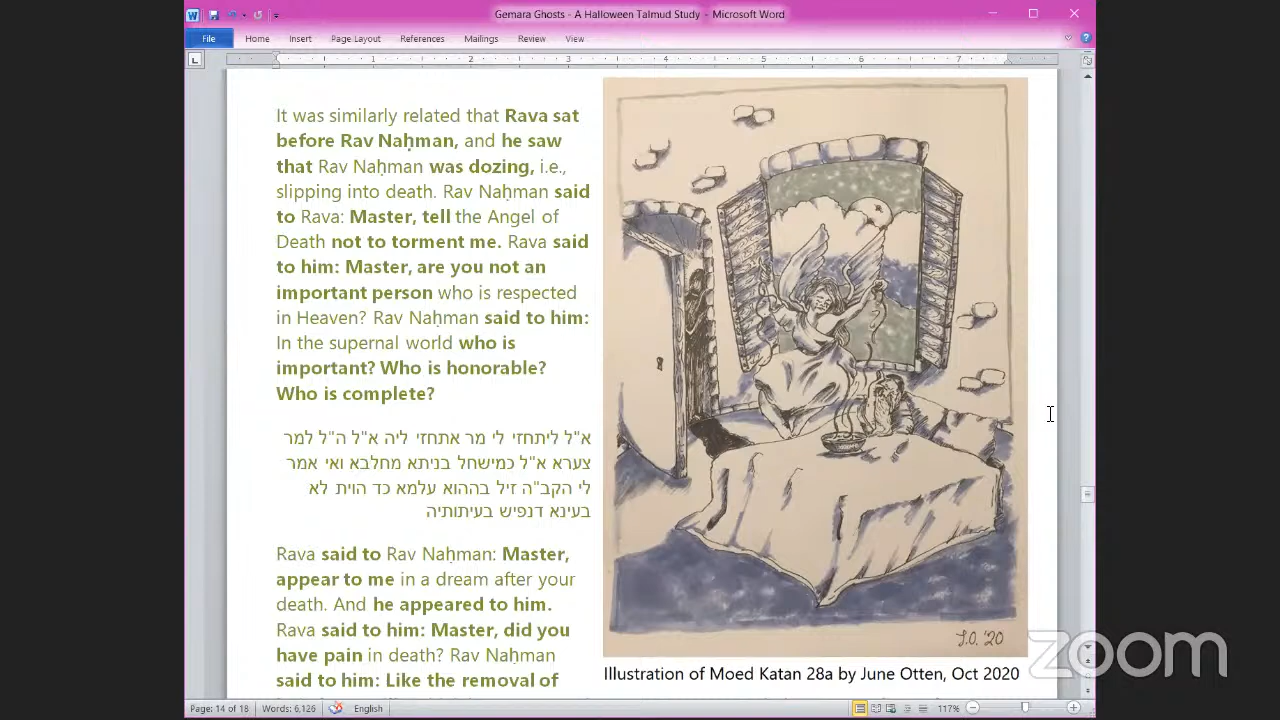 Gemara Ghosts - A Halloween Talmud Study - Microsoft Word
File Home Insert Page Layout References Mailings Review View
1 2 3 4 5 6 7
It was similarly related that Rava sat
before Rav Naḥman, and he saw
that Rav Naḥman was dozing, i.e.,
slipping into death. Rav Naḥman said
to Rava: Master, tell the Angel of
Death not to torment me. Rava said
to him: Master, are you not an
important person who is respected
in Heaven? Rav Naḥman said to him:
In the supernal world who is
important? Who is honorable?
Who is complete?
א"ל ליתחזי לי מר אתחזי ליה א"ל ה"ל למר
צערא א"ל כמישחל בניתא מחלבא ואי אמר
לי הקב"ה זיל בההוא עלמא כד הוית לא
בעינא דנפיש בעיתותיה
Rava said to Rav Naḥman: Master,
appear to me in a dream after your
death. And he appeared to him.
Rava said to him: Master, did you
have pain in death? Rav Naḥman
said to him: Like the removal of
J.O. '20
Illustration of Moed Katan 28a by June Otten, Oct 2020
zoom
Page: 14 of 18 Words: 6,126 English 117%